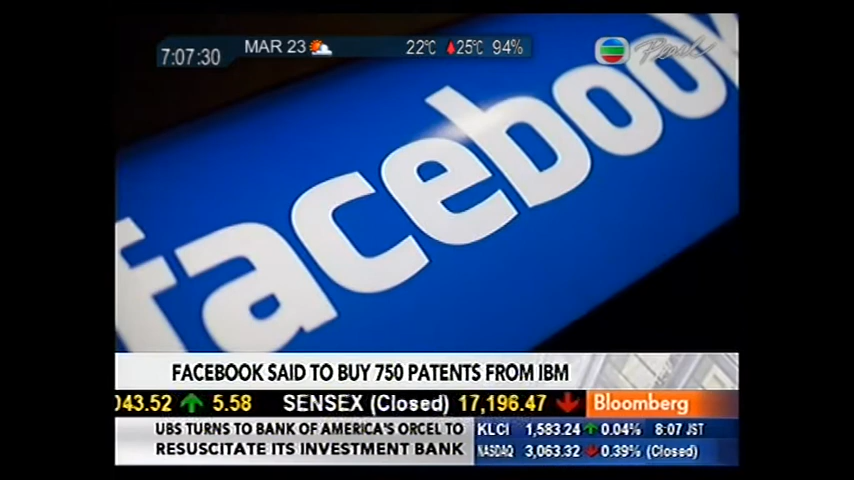 7:07:30
MAR 23
22°C 25°C 94%
Pearl
facebook
FACEBOOK SAID TO BUY 750 PATENTS FROM IBM
043.52 5.58 SENSEX (Closed) 17,196.47
Bloomberg
UBS TURNS TO BANK OF AMERICA'S ORCEL TO
RESUSCITATE ITS INVESTMENT BANK
KLCI 1,583.24 0.04% 8:07 JST
NASDAQ 3,063.32 0.39% (Closed)